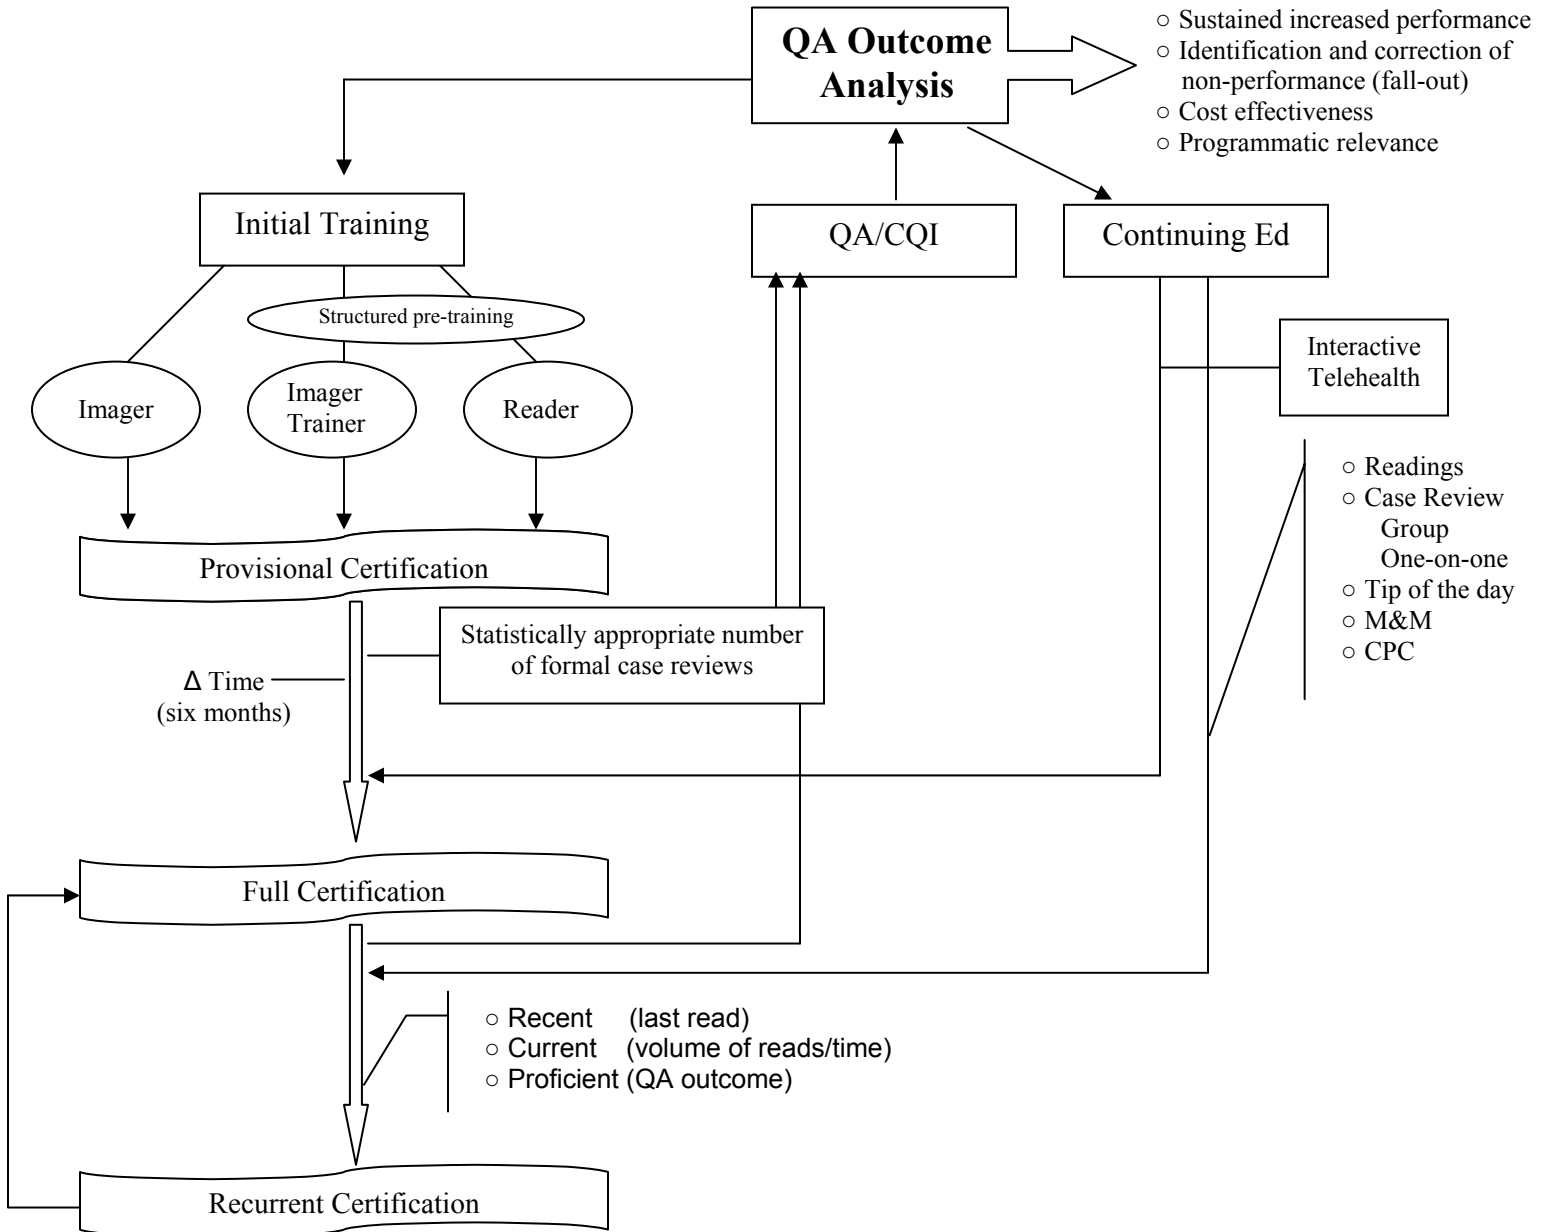 QA Outcome
Analysis
○ Sustained increased performance
○ Identification and correction of
non-performance (fall-out)
○ Cost effectiveness
○ Programmatic relevance
Initial Training
QA/CQI
Continuing Ed
Structured pre-training
Interactive
Telehealth
Imager
Imager
Trainer
Reader
○ Readings
○ Case Review
Group
One-on-one
○ Tip of the day
○ M&M
○ CPC
Provisional Certification
Statistically appropriate number
of formal case reviews
Δ Time
(six months)
Full Certification
○ Recent (last read)
○ Current (volume of reads/time)
○ Proficient (QA outcome)
Recurrent Certification